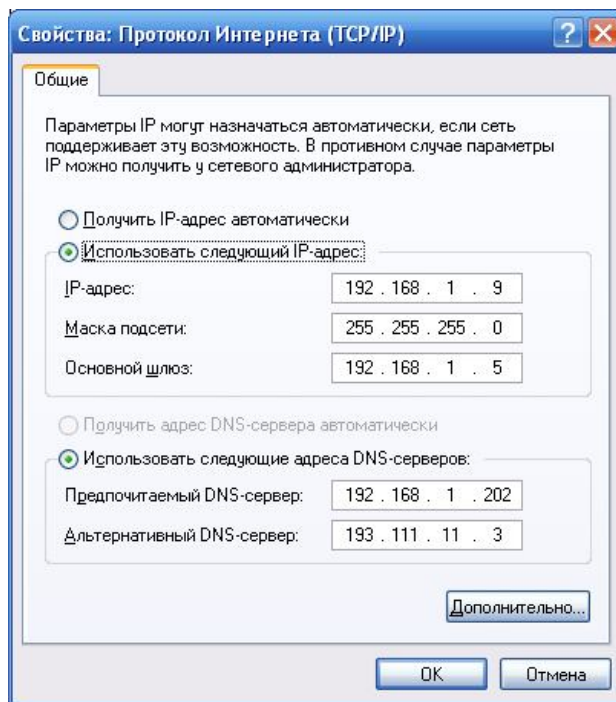 Свойства: Протокол Интернета (TCP/IP)
Общие
Параметры IP могут назначаться автоматически, если сеть
поддерживает эту возможность. В противном случае параметры
IP можно получить у сетевого администратора.
Получить IP-адрес автоматически
Использовать следующий IP-адрес:
IP-адрес: 192 . 168 . 1 . 9
Маска подсети: 255 . 255 . 255 . 0
Основной шлюз: 192 . 168 . 1 . 5
Получить адрес DNS-сервера автоматически
Использовать следующие адреса DNS-серверов:
Предпочитаемый DNS-сервер: 192 . 168 . 1 . 202
Альтернативный DNS-сервер: 193 . 111 . 11 . 3
Дополнительно...
OK Отмена